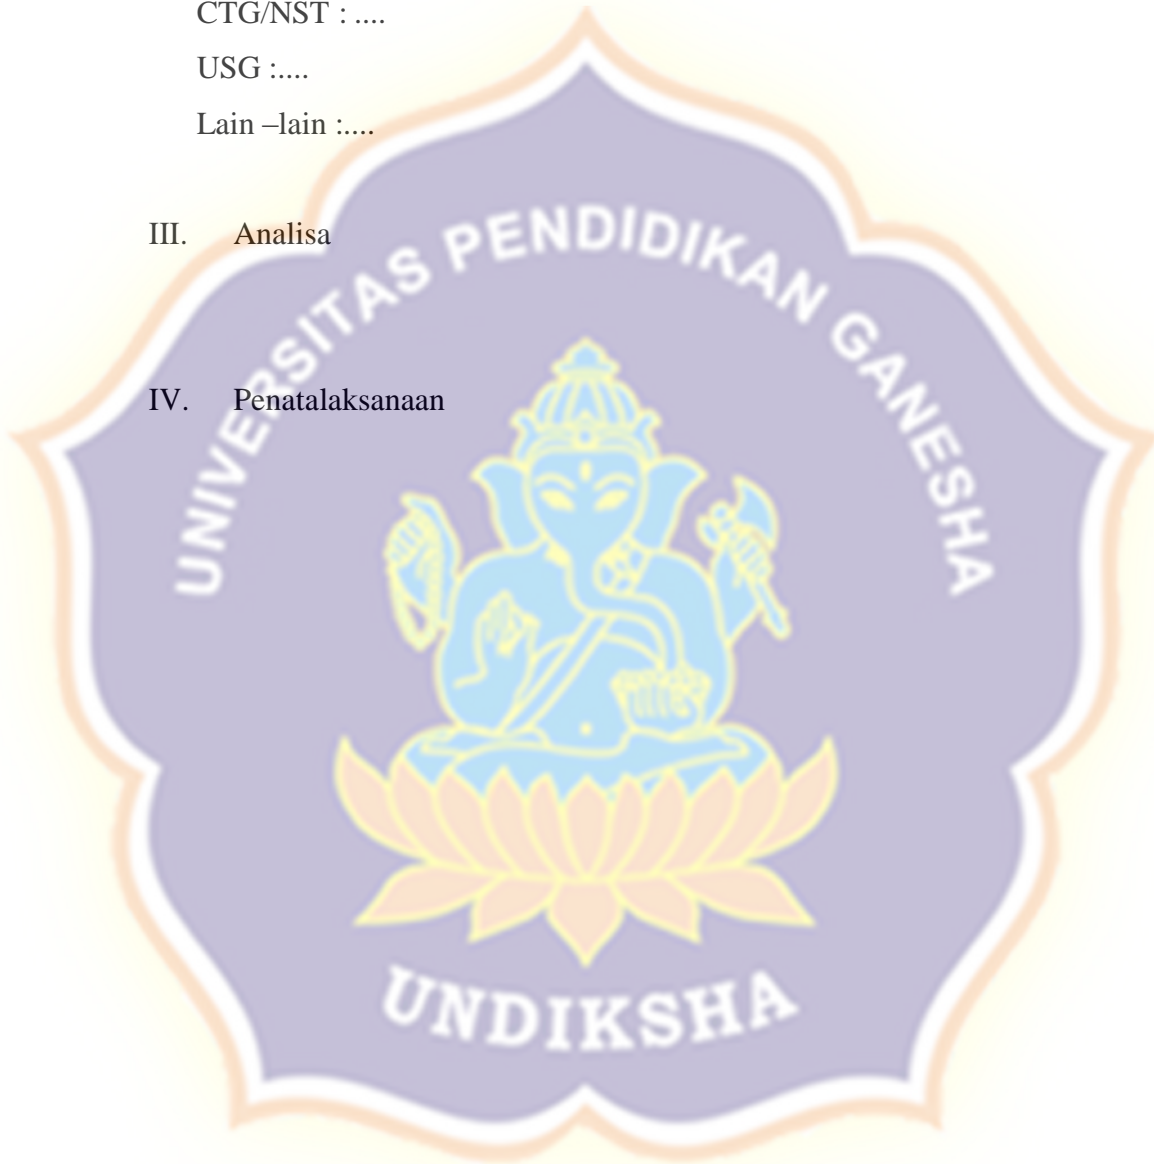 CTG/NST : ....
USG :....
Lain –lain :....
III. Analisa
IV. Penatalaksanaan
UNIVERSITAS PENDIDIKAN GANESHA
UNDIKSHA